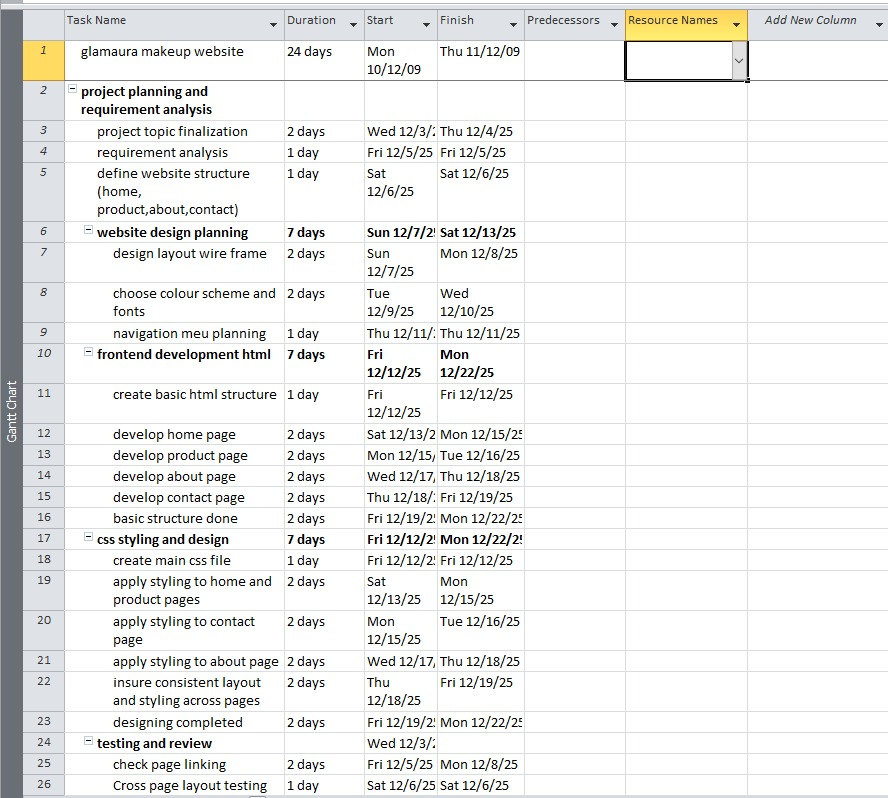 Task Name Duration Start Finish Predecessors Resource Names Add New Column
1 glamaura makeup website 24 days Mon Thu 11/12/09
10/12/09
2 project planning and
requirement analysis
3 project topic finalization 2 days Wed 12/3/2 Thu 12/4/25
4 requirement analysis 1 day Fri 12/5/25 Fri 12/5/25
5 define website structure 1 day Sat Sat 12/6/25
(home, 12/6/25
product,about,contact)
6 website design planning 7 days Sun 12/7/2 Sat 12/13/25
7 design layout wire frame 2 days Sun Mon 12/8/25
12/7/25
8 choose colour scheme and 2 days Tue Wed
fonts 12/9/25 12/10/25
9 navigation meu planning 1 day Thu 12/11/ Thu 12/11/25
10 frontend development html 7 days Fri Mon
12/12/25 12/22/25
11 create basic html structure 1 day Fri Fri 12/12/25
12/12/25
12 develop home page 2 days Sat 12/13/2 Mon 12/15/25
13 develop product page 2 days Mon 12/15/ Tue 12/16/25
14 develop about page 2 days Wed 12/17/ Thu 12/18/25
15 develop contact page 2 days Thu 12/18/ Fri 12/19/25
16 basic structure done 2 days Fri 12/19/2 Mon 12/22/25
17 css styling and design 7 days Fri 12/12/2 Mon 12/22/2
18 create main css file 1 day Fri 12/12/2 Fri 12/12/25
19 apply styling to home and 2 days Sat Mon
product pages 12/13/25 12/15/25
20 apply styling to contact 2 days Mon Tue 12/16/25
page 12/15/25
21 apply styling to about page 2 days Wed 12/17/ Thu 12/18/25
22 insure consistent layout 2 days Thu Fri 12/19/25
and styling across pages 12/18/25
23 designing completed 2 days Fri 12/19/2 Mon 12/22/25
24 testing and review Wed 12/3/2
25 check page linking 2 days Fri 12/5/25 Mon 12/8/25
26 Cross page layout testing 1 day Sat 12/6/25 Sat 12/6/25
Gantt Chart